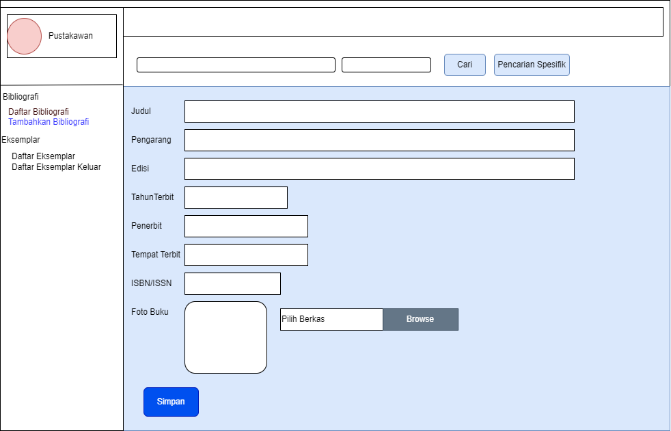 Pustakawan
Cari
Pencarian Spesifik
Bibliografi
Daftar Bibliografi
Tambahkan Bibliografi
Eksemplar
Daftar Eksemplar
Daftar Eksemplar Keluar
Judul
Pengarang
Edisi
TahunTerbit
Penerbit
Tempat Terbit
ISBN/ISSN
Foto Buku
Pilih Berkas
Browse
Simpan